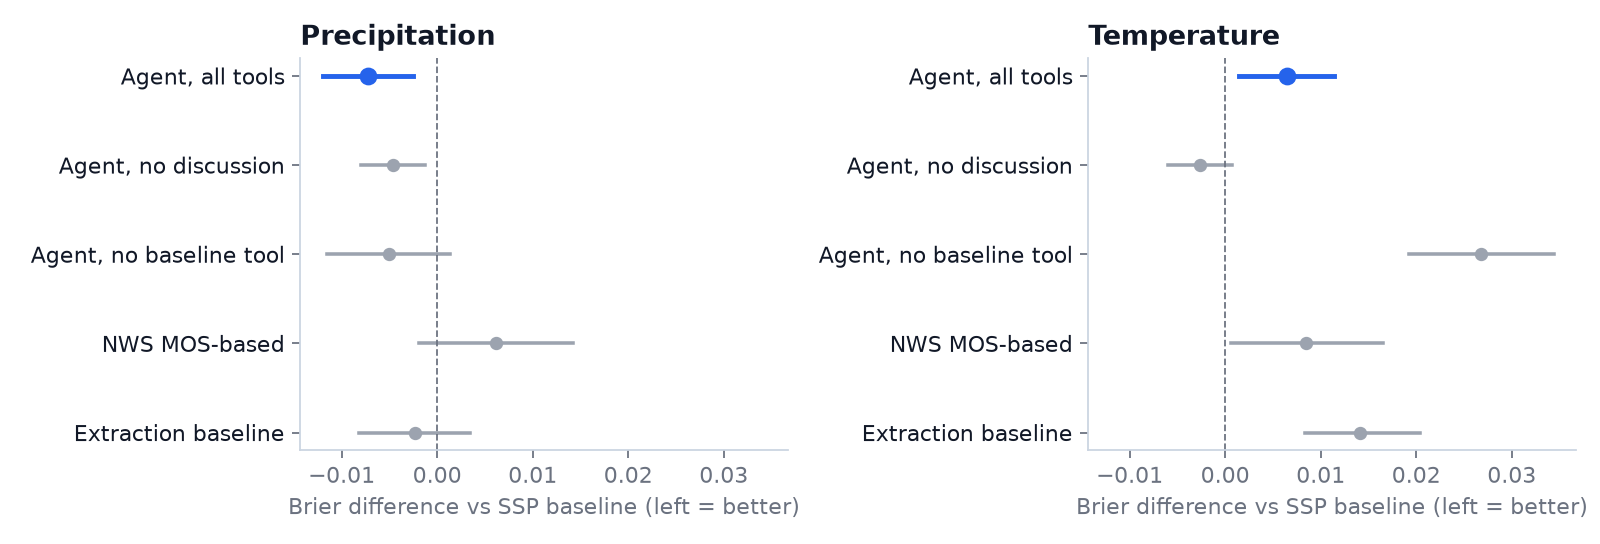 Precipitation
Agent, all tools
Agent, no discussion
Agent, no baseline tool
NWS MOS-based
Extraction baseline
−0.01 0.00 0.01 0.02 0.03
Brier difference vs SSP baseline (left = better)
Temperature
Agent, all tools
Agent, no discussion
Agent, no baseline tool
NWS MOS-based
Extraction baseline
−0.01 0.00 0.01 0.02 0.03
Brier difference vs SSP baseline (left = better)